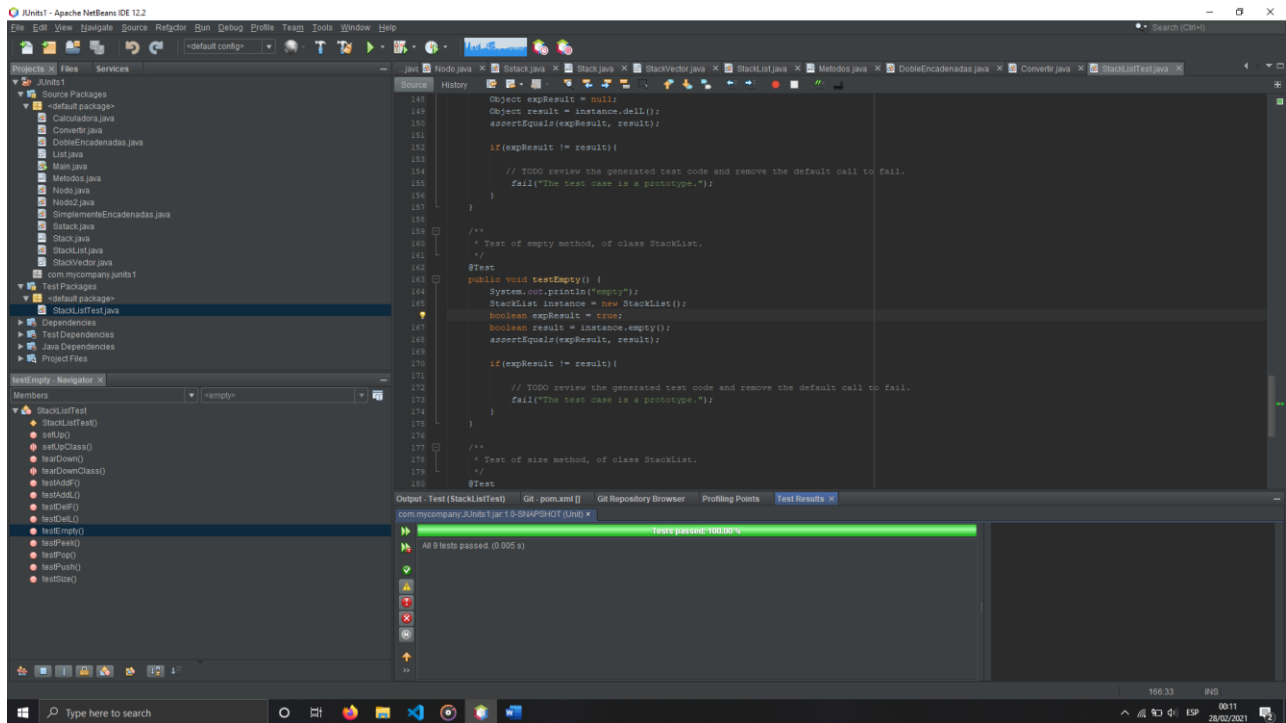 JUnits1 - Apache NetBeans IDE 12.2
File Edit View Navigate Source Refactor Run Debug Profile Team Tools Window Help
Search (Ctrl+I)
<default config>
Projects Files Services
JUnits1
Source Packages
<default package>
Calculadora.java
Convertir.java
DobleEncadenadas.java
List.java
Main.java
Metodos.java
Nodo.java
Nodo2.java
SimplementeEncadenadas.java
Sstack.java
Stack.java
StackList.java
StackVector.java
com.mycompany.junits1
Test Packages
<default package>
StackListTest.java
Dependencies
Test Dependencies
Java Dependencies
Project Files
testEmpty - Navigator
Members <empty>
StackListTest
StackListTest()
setUp()
setUpClass()
tearDown()
tearDownClass()
testAddF()
testAddL()
testDelF()
testDelL()
testEmpty()
testPeek()
testPop()
testPush()
testSize()
...java Nodo.java Sstack.java Stack.java StackVector.java StackList.java Metodos.java DobleEncadenadas.java Convertir.java StackListTest.java
Source History
148 Object expResult = null;
149 Object result = instance.delL();
150 assertEquals(expResult, result);
151
152 if(expResult != result){
153
154 // TODO review the generated test code and remove the default call to fail.
155 fail("The test case is a prototype.");
156 }
157 }
158
159 /**
160 * Test of empty method, of class StackList.
161 */
162 @Test
163 public void testEmpty() {
164 System.out.println("empty");
165 StackList instance = new StackList();
boolean expResult = true;
167 boolean result = instance.empty();
168 assertEquals(expResult, result);
169
170 if(expResult != result){
171
172 // TODO review the generated test code and remove the default call to fail.
173 fail("The test case is a prototype.");
174 }
175 }
176
177 /**
178 * Test of size method, of class StackList.
179 */
180 @Test
Output - Test (StackListTest) Git - pom.xml [] Git Repository Browser Profiling Points Test Results
com.mycompany:JUnits1:jar:1.0-SNAPSHOT (Unit)
Tests passed: 100.00 %
All 9 tests passed. (0.005 s)
166:33 INS
Type here to search
ESP
00:11
28/02/2021